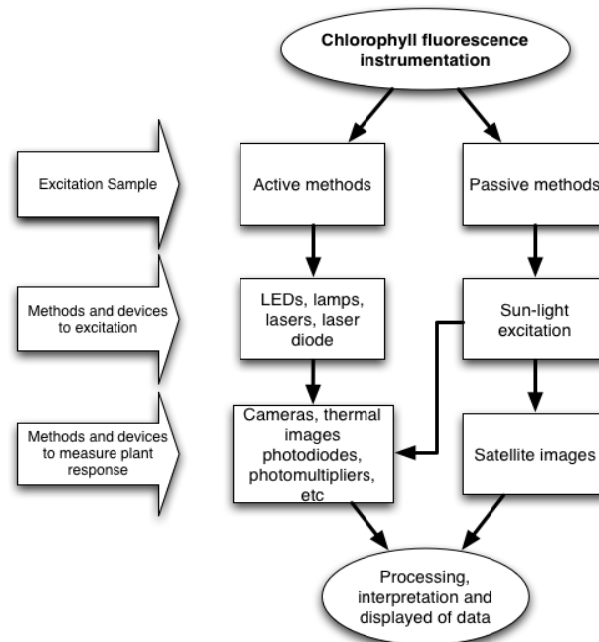 Chlorophyll fluorescence
instrumentation
Excitation Sample
Active methods
Passive methods
Methods and devices
to excitation
LEDs, lamps,
lasers, laser
diode
Sun-light
excitation
Methods and devices
to measure plant
response
Cameras, thermal
images
photodiodes,
photomultipliers,
etc
Satellite images
Processing,
interpretation and
displayed of data